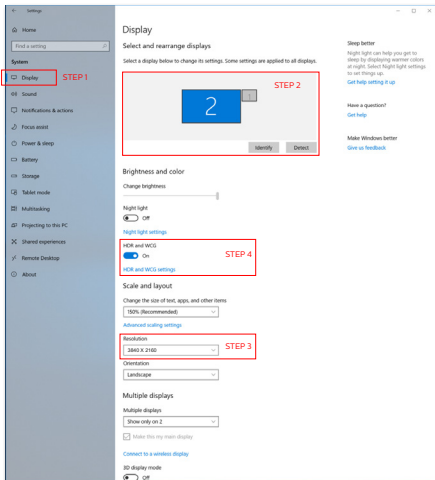 Settings
Home
Find a setting
System
Display
STEP 1
Sound
Notifications & actions
Focus assist
Power & sleep
Battery
Storage
Tablet mode
Multitasking
Projecting to this PC
Shared experiences
Remote Desktop
About
Display
Select and rearrange displays
Select a display below to change its settings. Some settings are applied to all displays.
STEP 2
2
1
Identify
Detect
Brightness and color
Change brightness
Night light
Off
Night light settings
HDR and WCG
On
STEP 4
HDR and WCG settings
Scale and layout
Change the size of text, apps, and other items
150% (Recommended)
Advanced scaling settings
Resolution
3840 X 2160
STEP 3
Orientation
Landscape
Multiple displays
Multiple displays
Show only on 2
Make this my main display
Connect to a wireless display
3D display mode
Off
Sleep better
Night light can help you get to
sleep by displaying warmer colors
at night. Select Night light settings
to set things up.
Get help setting it up
Have a question?
Get help
Make Windows better
Give us feedback